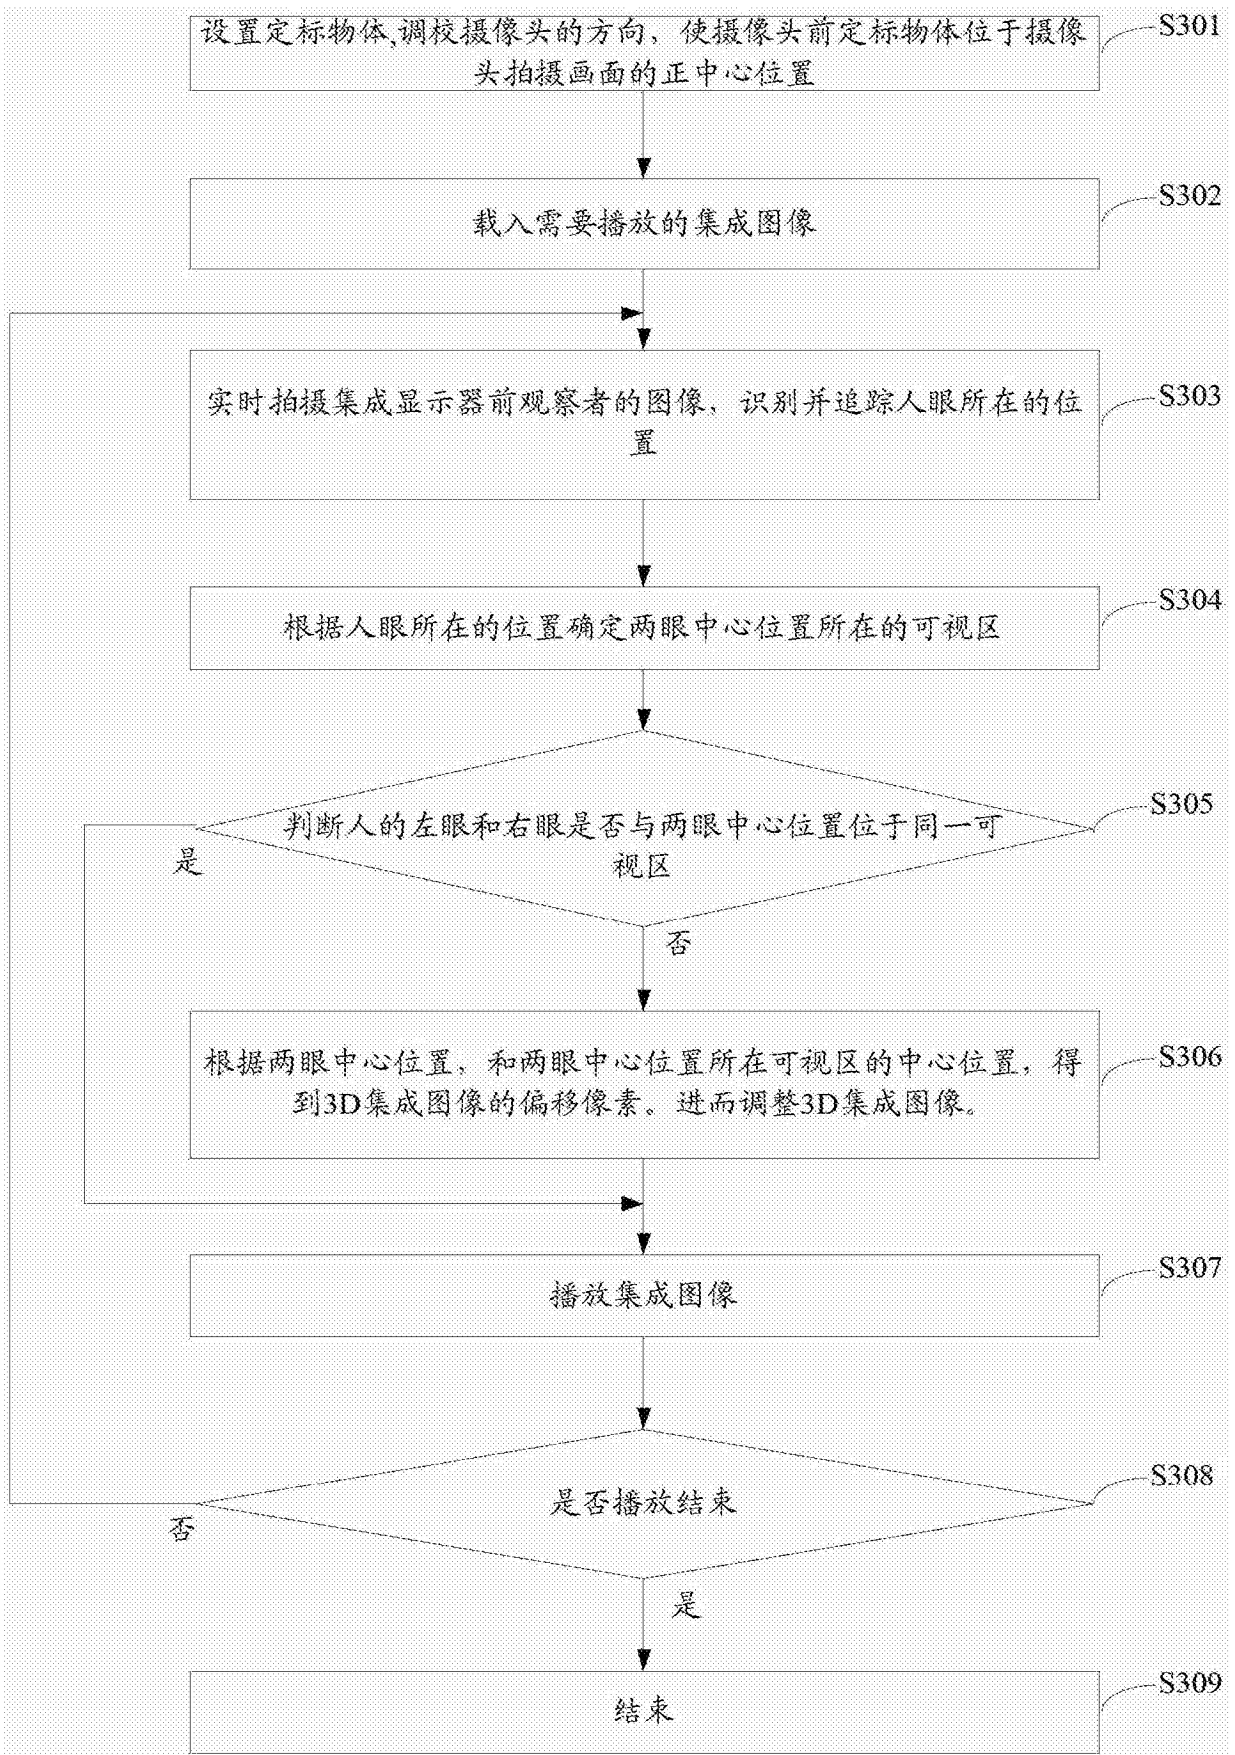 设置定标物体,调校摄像头的方向，使摄像头前定标物体位于摄像
头拍摄画面的正中心位置
S301
载入需要播放的集成图像
S302
实时拍摄集成显示器前观察者的图像，识别并追踪人眼所在的位
置
S303
根据人眼所在的位置确定两眼中心位置所在的可视区
S304
判断人的左眼和右眼是否与两眼中心位置位于同一可
视区
S305
是
否
根据两眼中心位置，和两眼中心位置所在可视区的中心位置，得
到3D集成图像的偏移像素。进而调整3D集成图像。
S306
播放集成图像
S307
是否播放结束
S308
否
是
结束
S309